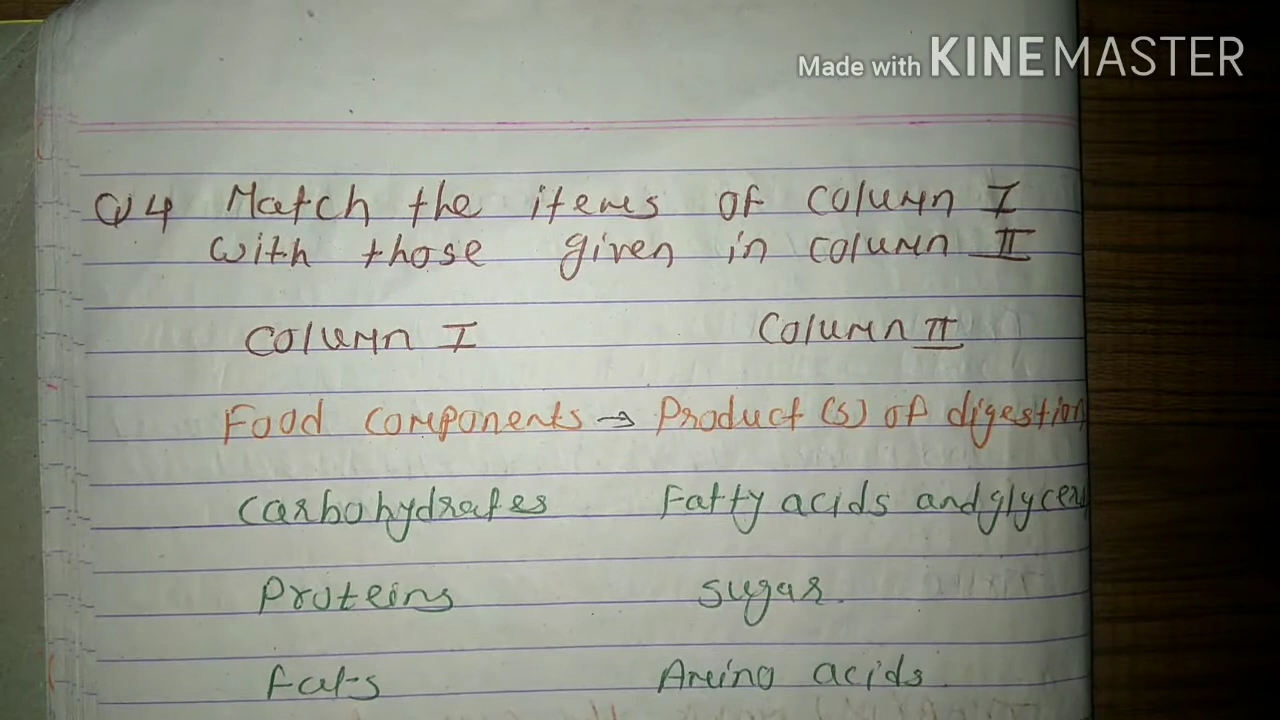 Made with KINEMASTER
Q4 Match the items of column I
with those given in column II
Column I Column II
Food components → Product (s) of digestion
Carbohydrates Fatty acids and glycer
Proteins sugar.
Fats Amino acids